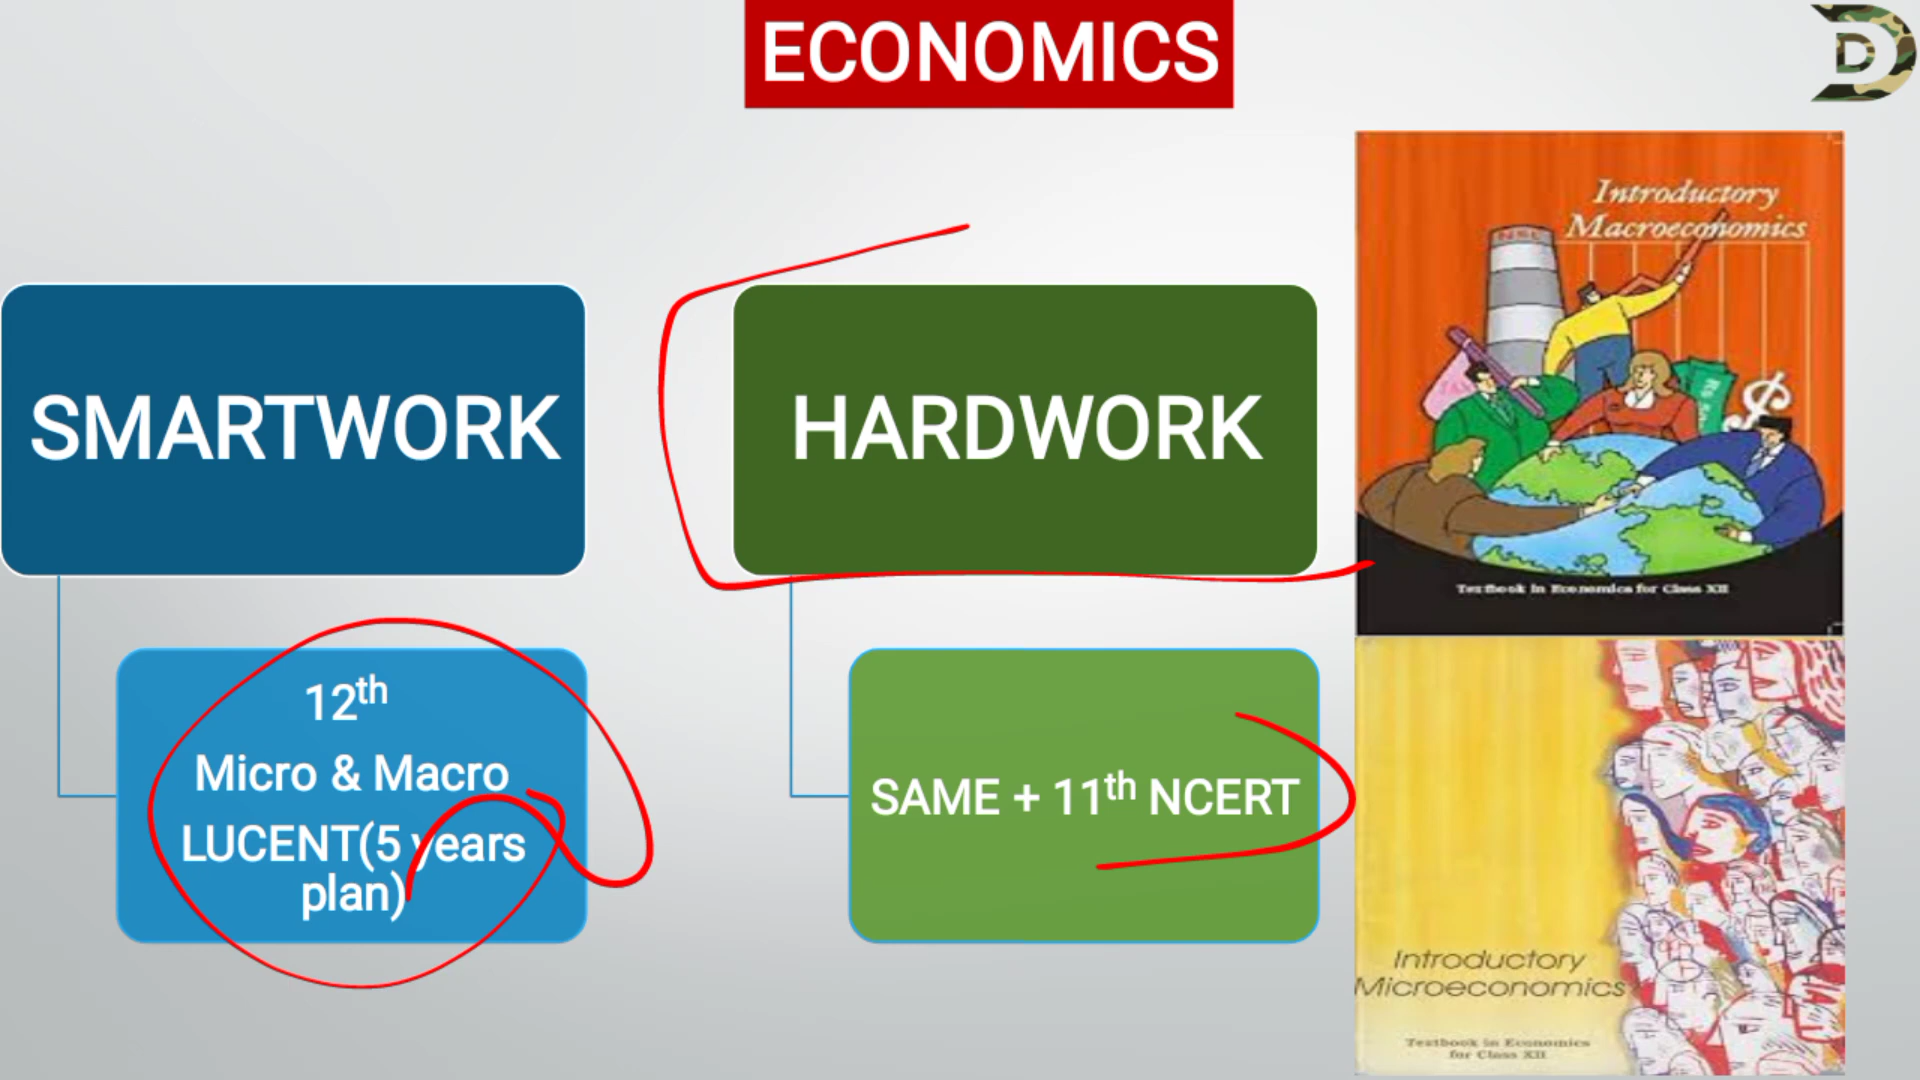 ECONOMICS
D
SMARTWORK
12th
Micro & Macro
LUCENT(5 years
plan)
HARDWORK
SAME + 11th NCERT
Introductory
Macroeconomics
Textbook in Economics for Class XII
Introductory
Microeconomics
Textbook in Economics
for Class XII